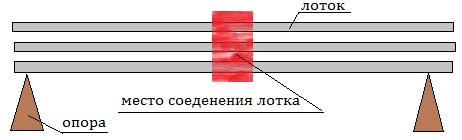 лоток
место соеденения лотка
опора